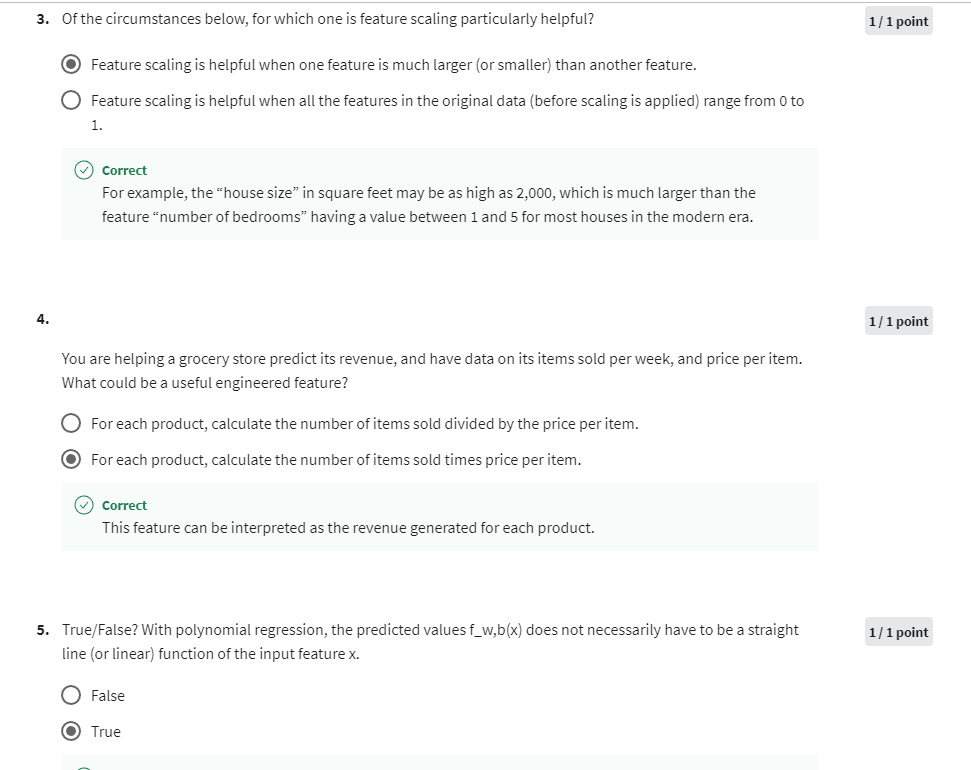 3. Of the circumstances below, for which one is feature scaling particularly helpful?
1 / 1 point
Feature scaling is helpful when one feature is much larger (or smaller) than another feature.
Feature scaling is helpful when all the features in the original data (before scaling is applied) range from 0 to
1.
Correct
For example, the “house size” in square feet may be as high as 2,000, which is much larger than the
feature “number of bedrooms” having a value between 1 and 5 for most houses in the modern era.
4.
1 / 1 point
You are helping a grocery store predict its revenue, and have data on its items sold per week, and price per item.
What could be a useful engineered feature?
For each product, calculate the number of items sold divided by the price per item.
For each product, calculate the number of items sold times price per item.
Correct
This feature can be interpreted as the revenue generated for each product.
5. True/False? With polynomial regression, the predicted values f_w,b(x) does not necessarily have to be a straight
line (or linear) function of the input feature x.
1 / 1 point
False
True